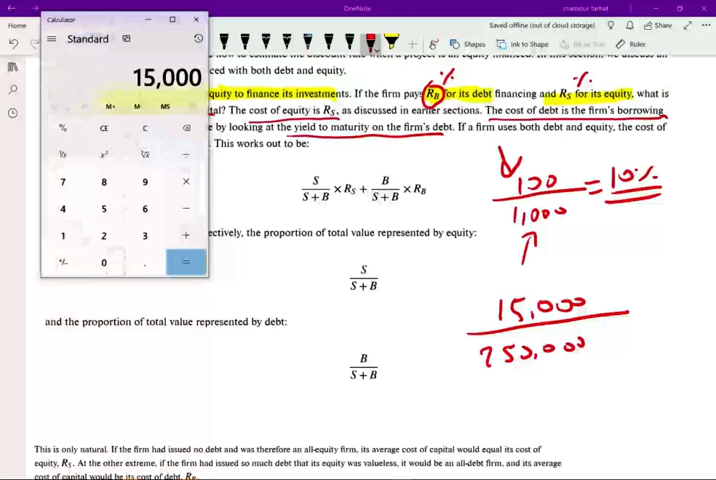 OneNote
mansour farhat
Calculator
Home
Saved offline (out of cloud storage)
Share
Standard
Shapes
Ink to Shape
Ink to Text
Ruler
15,000
M+
M-
MS
%
CE
C
7
8
9
×
4
5
6
−
1
2
3
+
+/-
0
.
=
aced with both debt and equity.
% %
equity to finance its investments. If the firm pays R_B for its debt financing and R_S for its equity, what is
tal? The cost of equity is R_S, as discussed in earlier sections. The cost of debt is the firm's borrowing
e by looking at the yield to maturity on the firm's debt. If a firm uses both debt and equity, the cost of
. This works out to be:
S/(S + B) × R_S + B/(S + B) × R_B
100/1,000 = 10%
ectively, the proportion of total value represented by equity:
S/(S + B)
15,000
250,000
and the proportion of total value represented by debt:
B/(S + B)
This is only natural. If the firm had issued no debt and was therefore an all-equity firm, its average cost of capital would equal its cost of
equity, R_S. At the other extreme, if the firm had issued so much debt that its equity was valueless, it would be an all-debt firm, and its average
cost of capital would be its cost of debt, R_B.